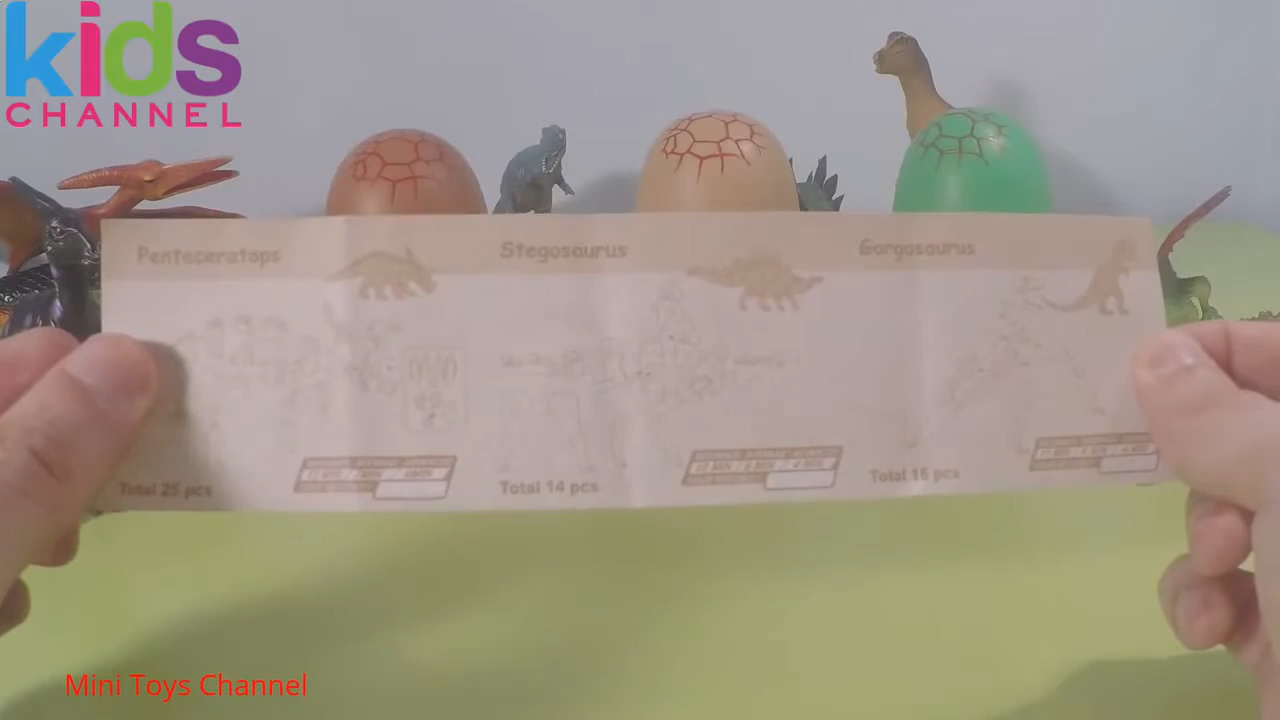 kids
CHANNEL
Pentaceratops
Stegosaurus
Gorgosaurus
Total 25 pcs
Total 14 pcs
Total 16 pcs
Mini Toys Channel